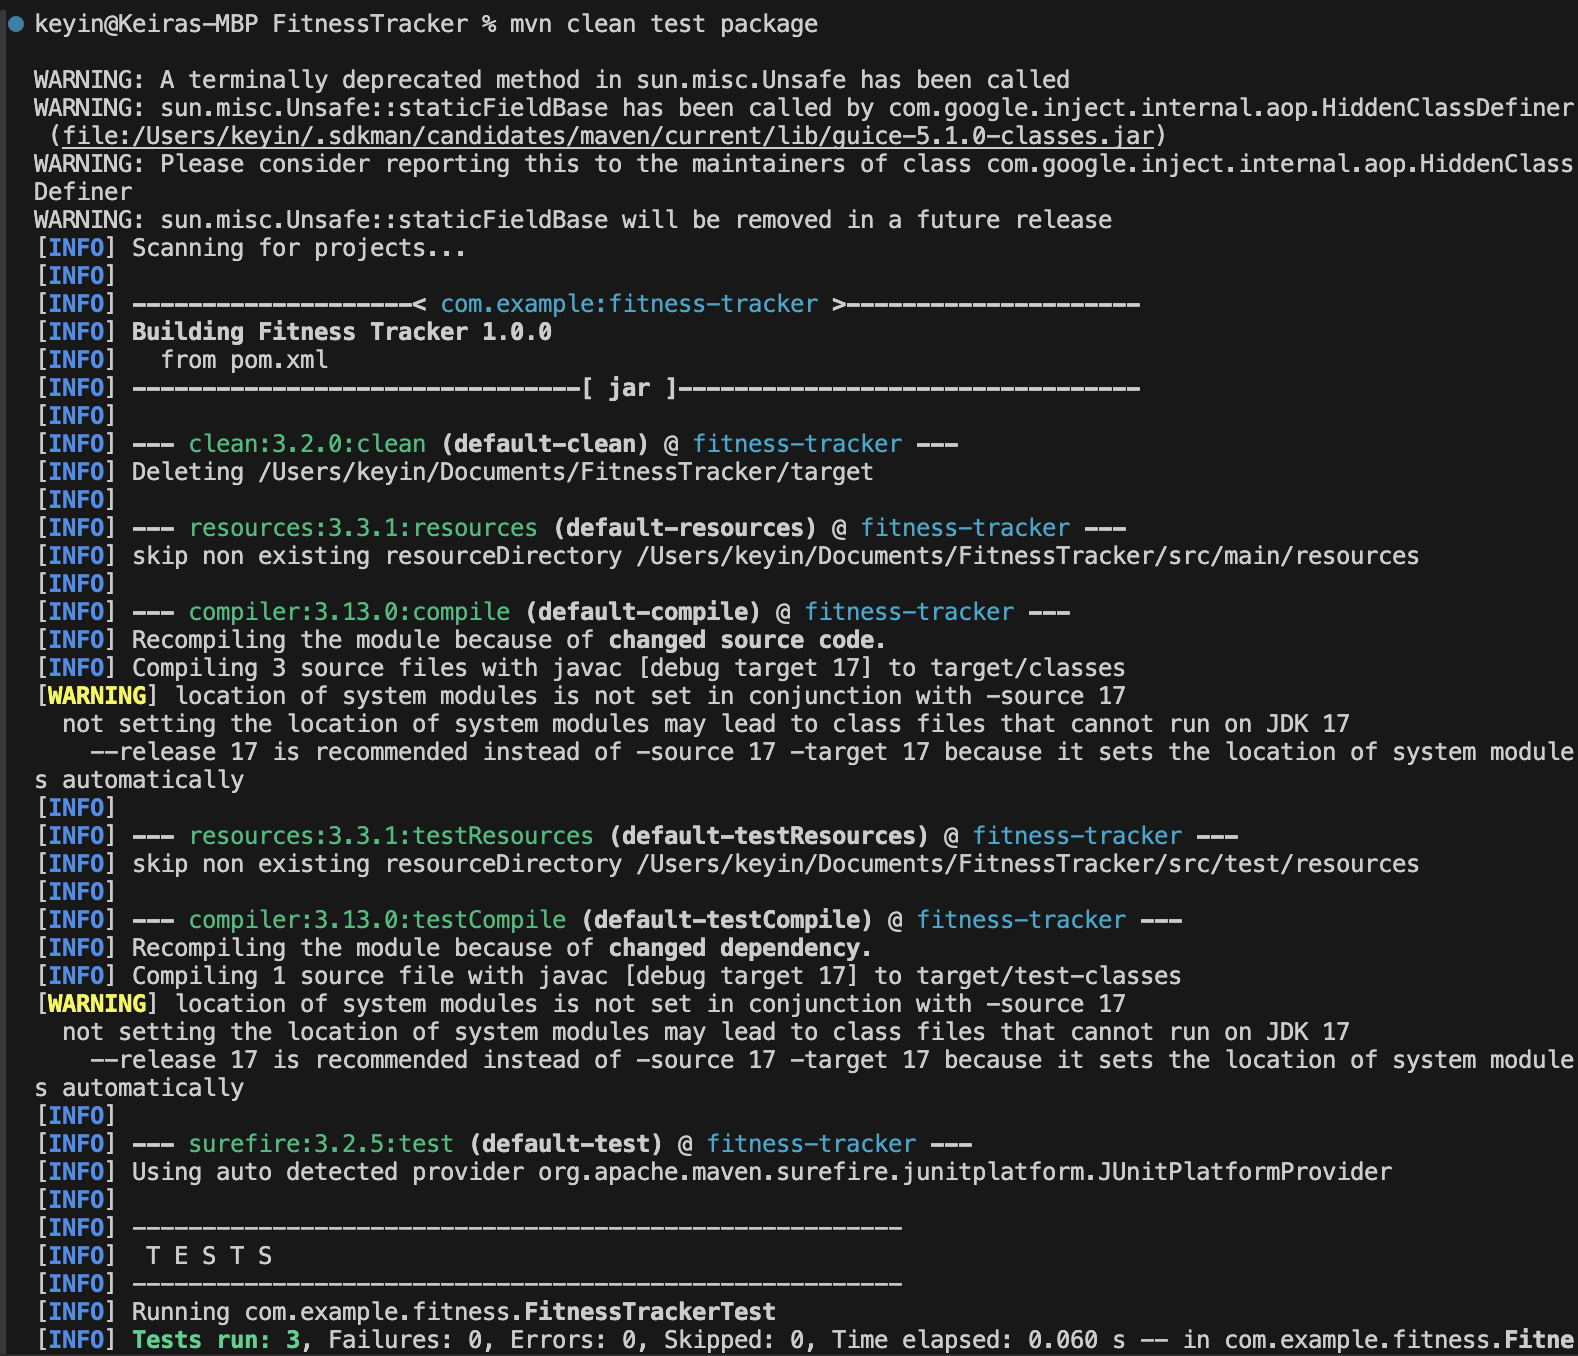 keyin@Keiras-MBP FitnessTracker % mvn clean test package
WARNING: A terminally deprecated method in sun.misc.Unsafe has been called
WARNING: sun.misc.Unsafe::staticFieldBase has been called by com.google.inject.internal.aop.HiddenClassDefiner
(file:/Users/keyin/.sdkman/candidates/maven/current/lib/guice-5.1.0-classes.jar)
WARNING: Please consider reporting this to the maintainers of class com.google.inject.internal.aop.HiddenClass
Definer
WARNING: sun.misc.Unsafe::staticFieldBase will be removed in a future release
[INFO] Scanning for projects...
[INFO]
[INFO] --------------------< com.example:fitness-tracker >---------------------
[INFO] Building Fitness Tracker 1.0.0
[INFO]   from pom.xml
[INFO] --------------------------------[ jar ]---------------------------------
[INFO]
[INFO] --- clean:3.2.0:clean (default-clean) @ fitness-tracker ---
[INFO] Deleting /Users/keyin/Documents/FitnessTracker/target
[INFO]
[INFO] --- resources:3.3.1:resources (default-resources) @ fitness-tracker ---
[INFO] skip non existing resourceDirectory /Users/keyin/Documents/FitnessTracker/src/main/resources
[INFO]
[INFO] --- compiler:3.13.0:compile (default-compile) @ fitness-tracker ---
[INFO] Recompiling the module because of changed source code.
[INFO] Compiling 3 source files with javac [debug target 17] to target/classes
[WARNING] location of system modules is not set in conjunction with -source 17
  not setting the location of system modules may lead to class files that cannot run on JDK 17
    --release 17 is recommended instead of -source 17 -target 17 because it sets the location of system module
s automatically
[INFO]
[INFO] --- resources:3.3.1:testResources (default-testResources) @ fitness-tracker ---
[INFO] skip non existing resourceDirectory /Users/keyin/Documents/FitnessTracker/src/test/resources
[INFO]
[INFO] --- compiler:3.13.0:testCompile (default-testCompile) @ fitness-tracker ---
[INFO] Recompiling the module because of changed dependency.
[INFO] Compiling 1 source file with javac [debug target 17] to target/test-classes
[WARNING] location of system modules is not set in conjunction with -source 17
  not setting the location of system modules may lead to class files that cannot run on JDK 17
    --release 17 is recommended instead of -source 17 -target 17 because it sets the location of system module
s automatically
[INFO]
[INFO] --- surefire:3.2.5:test (default-test) @ fitness-tracker ---
[INFO] Using auto detected provider org.apache.maven.surefire.junitplatform.JUnitPlatformProvider
[INFO]
[INFO] -------------------------------------------------------
[INFO]  T E S T S
[INFO] -------------------------------------------------------
[INFO] Running com.example.fitness.FitnessTrackerTest
[INFO] Tests run: 3, Failures: 0, Errors: 0, Skipped: 0, Time elapsed: 0.060 s -- in com.example.fitness.Fitne